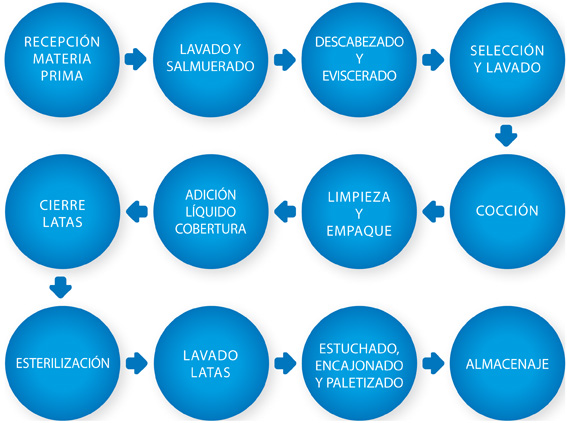 RECEPCIÓN
MATERIA
PRIMA
LAVADO Y
SALMUERADO
DESCABEZADO
Y
EVISCERADO
SELECCIÓN
Y LAVADO
COCCIÓN
LIMPIEZA
Y
EMPAQUE
ADICIÓN
LÍQUIDO
COBERTURA
CIERRE
LATAS
ESTERILIZACIÓN
LAVADO
LATAS
ESTUCHADO,
ENCAJONADO
Y PALETIZADO
ALMACENAJE